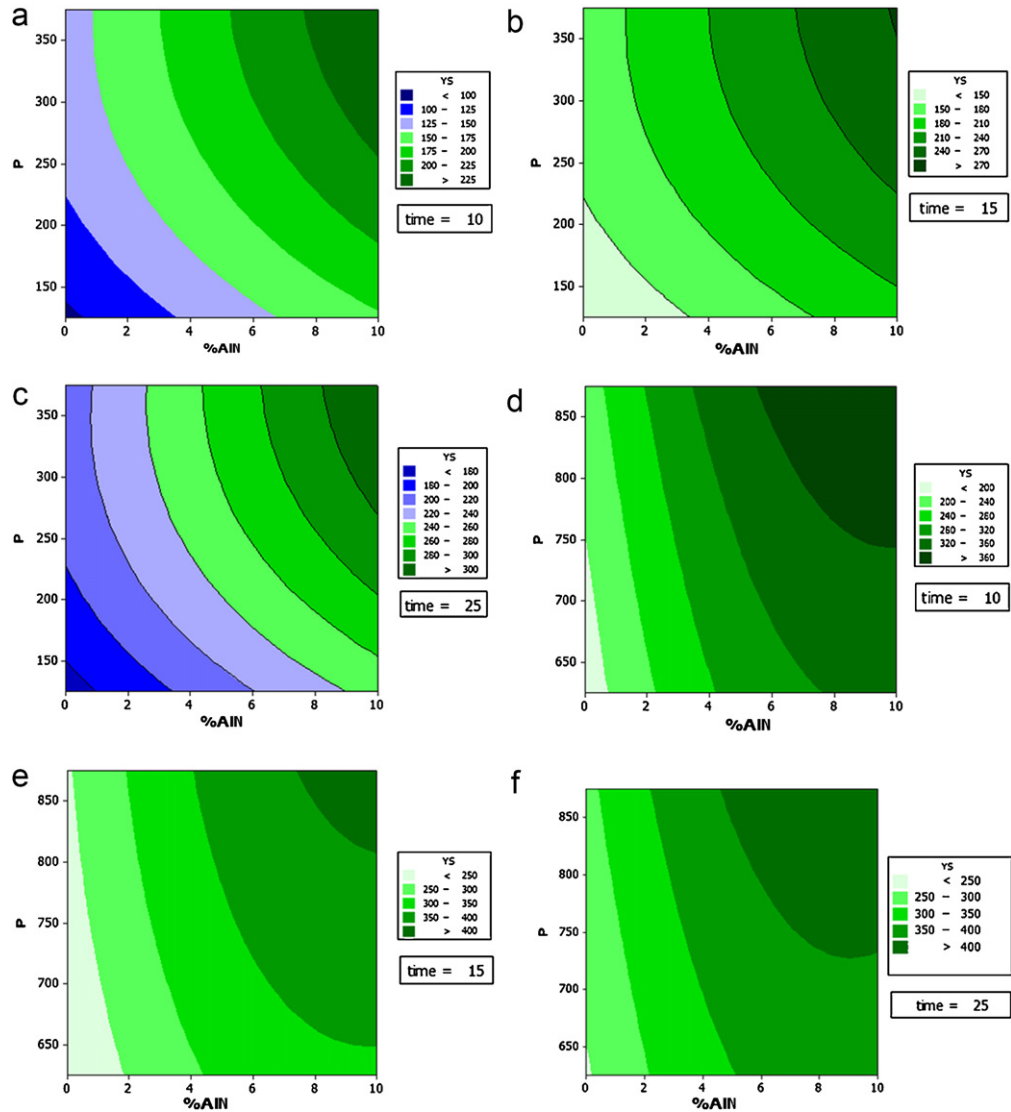 a
350
300
250
200
150
P
0 2 4 6 8 10
%AlN
YS
< 100
100 – 125
125 – 150
150 – 175
175 – 200
200 – 225
> 225
time = 10
b
350
300
250
200
150
P
0 2 4 6 8 10
%AlN
YS
< 150
150 – 180
180 – 210
210 – 240
240 – 270
> 270
time = 15
c
350
300
250
200
150
P
0 2 4 6 8 10
%AlN
YS
< 180
180 – 200
200 – 220
220 – 240
240 – 260
260 – 280
280 – 300
> 300
time = 25
d
850
800
750
700
650
P
0 2 4 6 8 10
%AlN
YS
< 200
200 – 240
240 – 280
280 – 320
320 – 360
> 360
time = 10
e
850
800
750
700
650
P
0 2 4 6 8 10
%AlN
YS
< 250
250 – 300
300 – 350
350 – 400
> 400
time = 15
f
850
800
750
700
650
P
0 2 4 6 8 10
%AlN
YS
< 250
250 – 300
300 – 350
350 – 400
> 400
time = 25